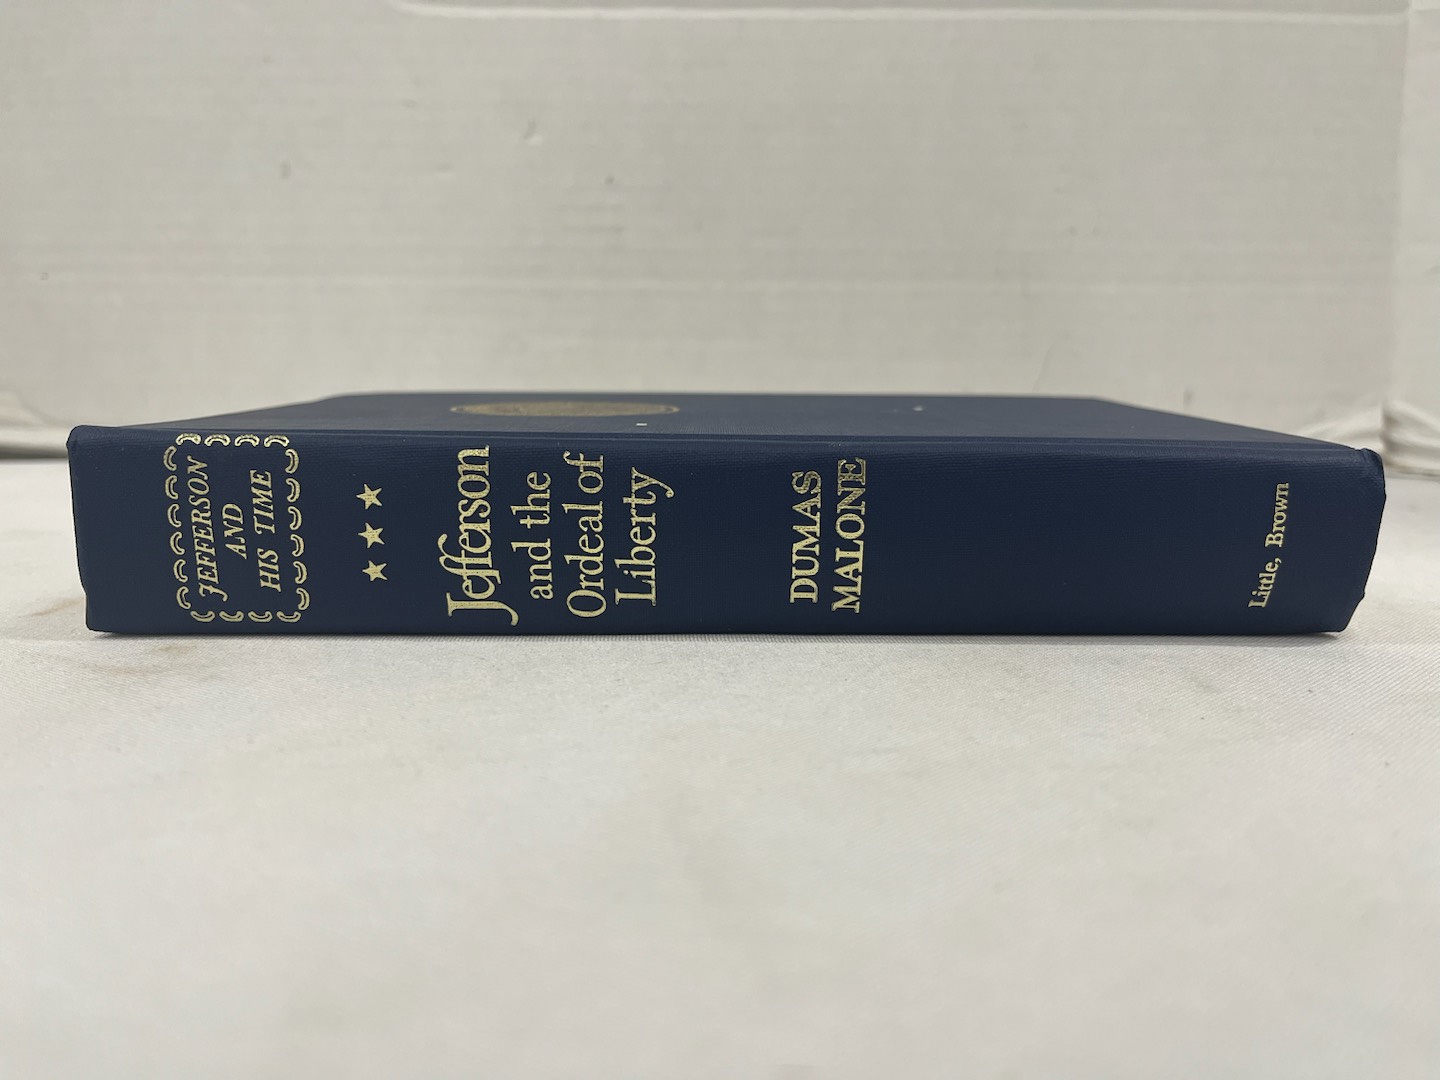 JEFFERSON
AND
HIS TIME
Jefferson
and the
Ordeal of
Liberty
DUMAS
MALONE
Little, Brown